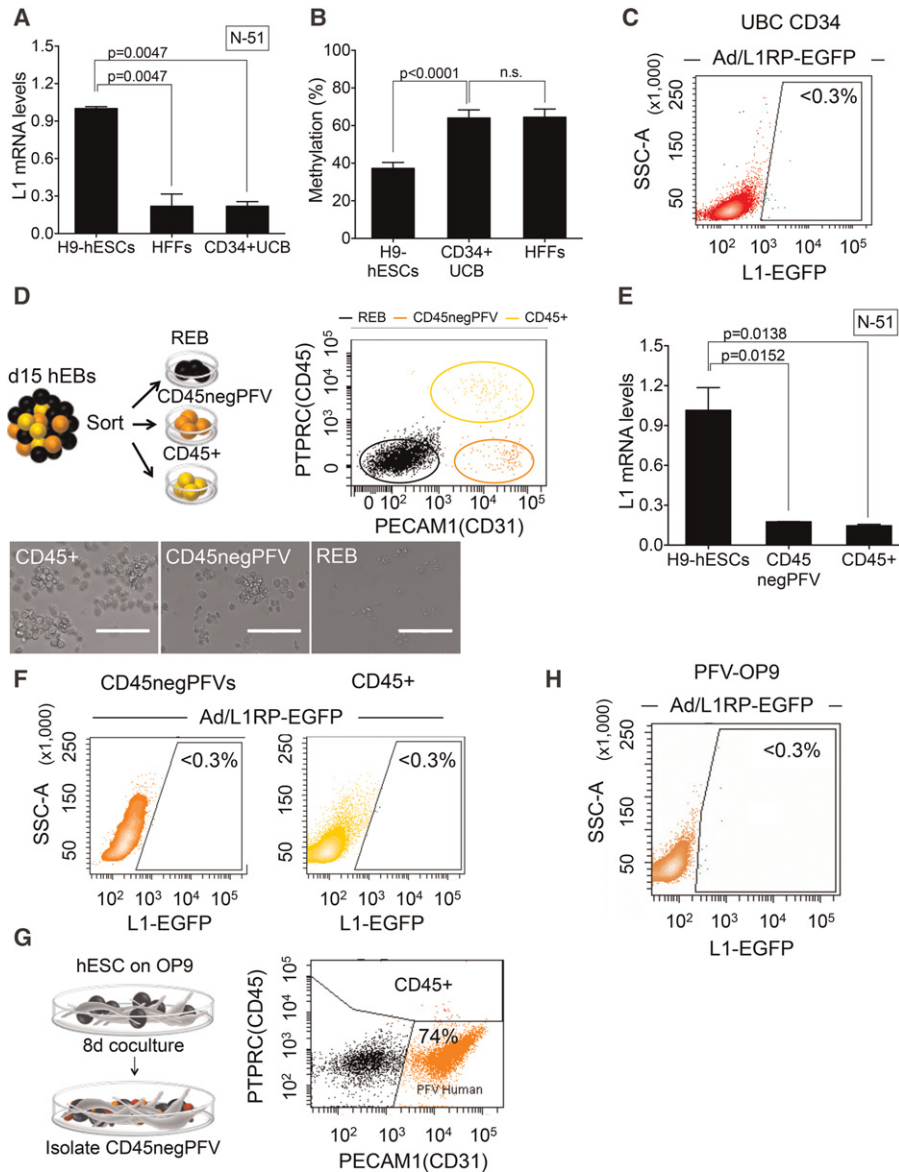 A
N-51
p=0.0047
p=0.0047
L1 mRNA levels
1.5
1.2
0.9
0.6
0.3
0.0
H9-hESCs
HFFs
CD34+UCB
B
p<0.0001
n.s.
Methylation (%)
100
80
60
40
20
0
H9-
hESCs
CD34+
UCB
HFFs
C
UBC CD34
Ad/L1RP-EGFP
<0.3%
SSC-A
(x1,000)
250
150
50
10²
10³
10⁴
10⁵
L1-EGFP
D
REB
d15 hEBs
CD45negPFV
Sort
CD45+
REB
CD45negPFV
CD45+
PTPRC(CD45)
10⁵
10⁴
10³
0
0
10²
10³
10⁴
10⁵
PECAM1(CD31)
CD45+
CD45negPFV
REB
E
N-51
p=0.0138
p=0.0152
L1 mRNA levels
1.5
1.2
0.9
0.6
0.3
0.0
H9-hESCs
CD45
negPFV
CD45+
F
CD45negPFVs
CD45+
Ad/L1RP-EGFP
SSC-A
(x1,000)
250
150
50
<0.3%
10²
10³
10⁴
10⁵
L1-EGFP
250
150
50
<0.3%
10²
10³
10⁴
10⁵
L1-EGFP
H
PFV-OP9
Ad/L1RP-EGFP
<0.3%
SSC-A
(x1,000)
250
150
50
10²
10³
10⁴
10⁵
L1-EGFP
G
hESC on OP9
8d coculture
Isolate CD45negPFV
PTPRC(CD45)
10⁵
10⁴
10³
10²
CD45+
74%
PFV Human
10²
10³
10⁴
10⁵
PECAM1(CD31)